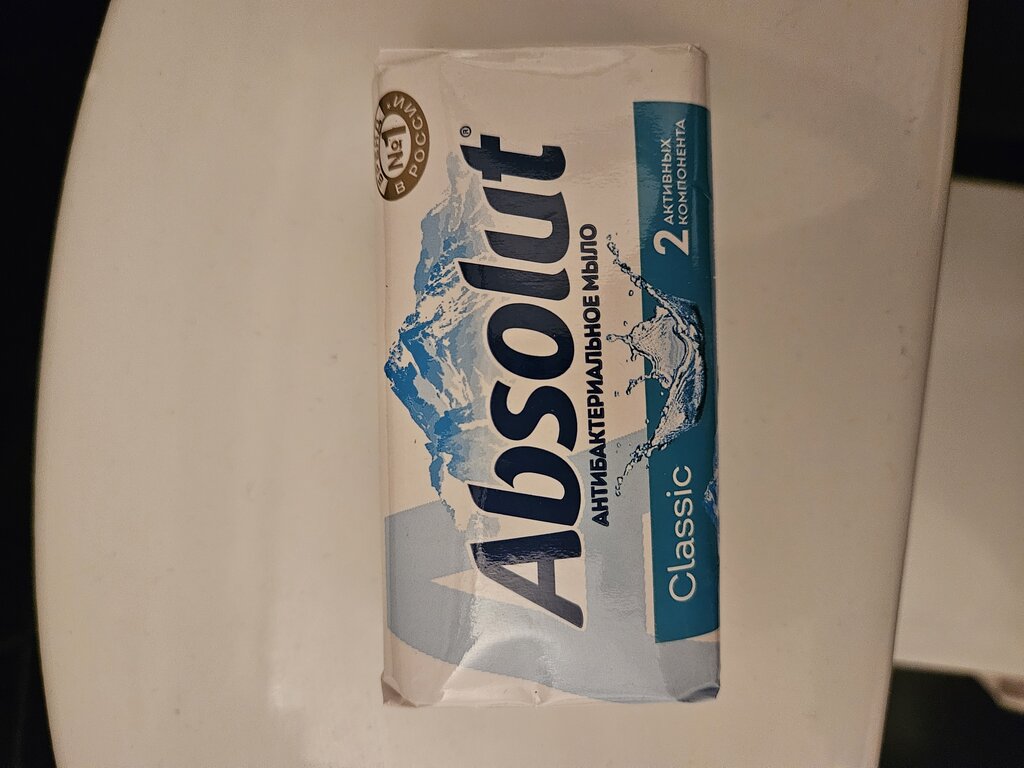 №1
В РОССИИ
Absolut®
АНТИБАКТЕРИАЛЬНОЕ МЫЛО
Classic
2 АКТИВНЫХ
КОМПОНЕНТА